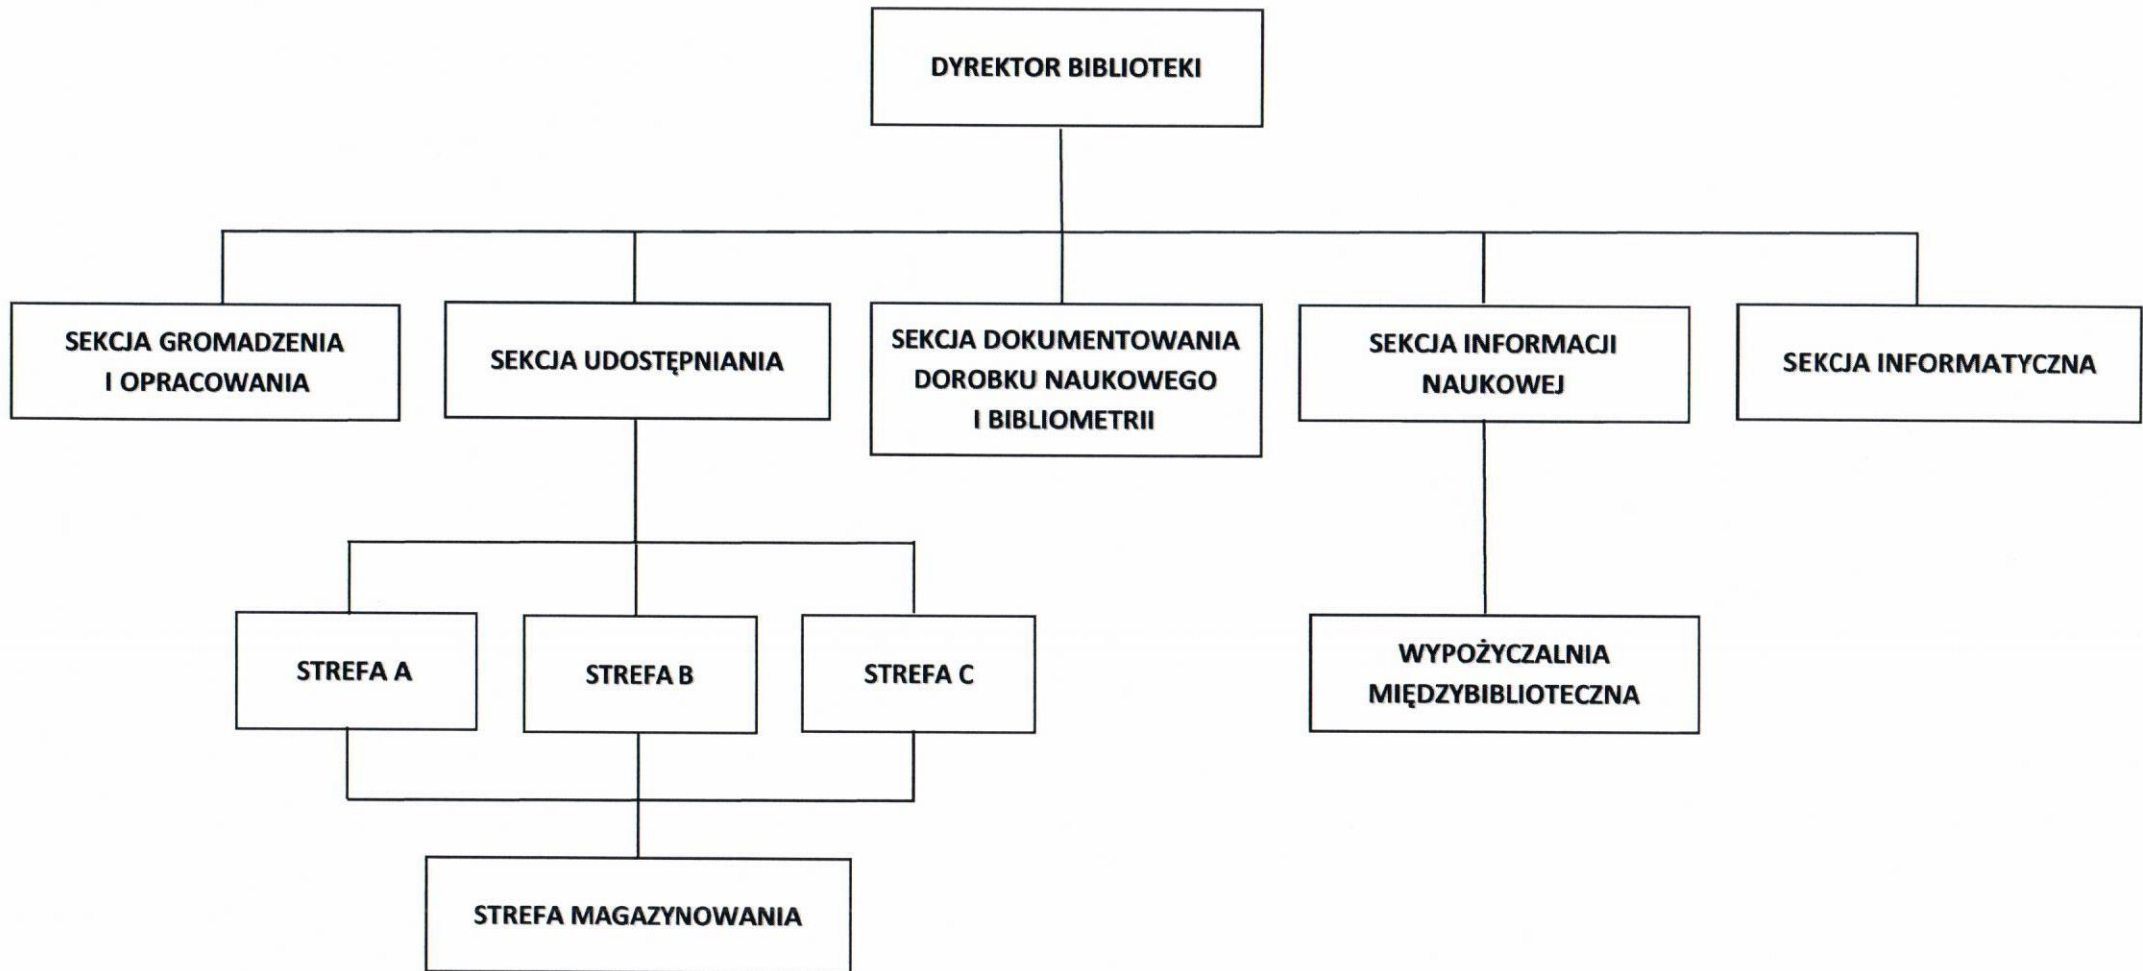 DYREKTOR BIBLIOTEKI
SEKCJA GROMADZENIA
I OPRACOWANIA
SEKCJA UDOSTĘPNIANIA
SEKCJA DOKUMENTOWANIA
DOROBKU NAUKOWEGO
I BIBLIOMETRII
SEKCJA INFORMACJI
NAUKOWEJ
SEKCJA INFORMATYCZNA
STREFA A
STREFA B
STREFA C
WYPOŻYCZALNIA
MIĘDZYBIBLIOTECZNA
STREFA MAGAZYNOWANIA